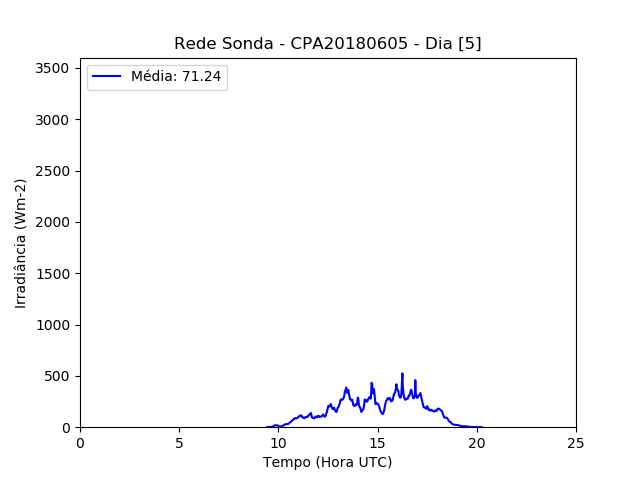 Rede Sonda - CPA20180605 - Dia [5]
Média: 71.24
3500
3000
2500
2000
1500
1000
500
0
Irradiância (Wm-2)
0 5 10 15 20 25
Tempo (Hora UTC)